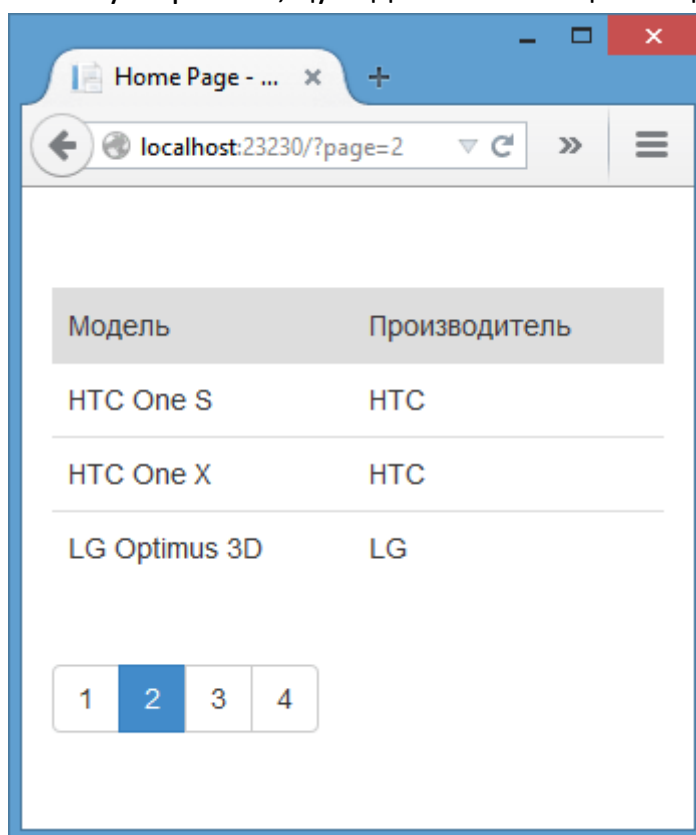 Home Page - ...
localhost:23230/?page=2
Модель Производитель
HTC One S HTC
HTC One X HTC
LG Optimus 3D LG
1 2 3 4